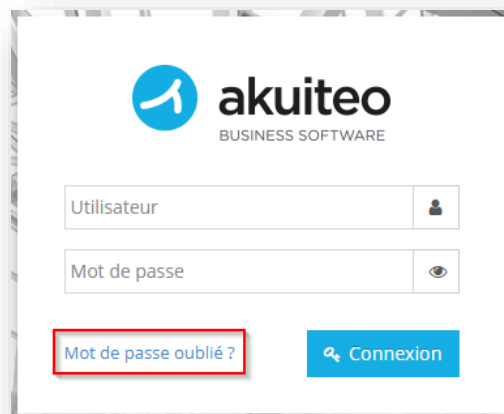 akuiteo
BUSINESS SOFTWARE
Utilisateur
Mot de passe
Mot de passe oublié ?
Connexion